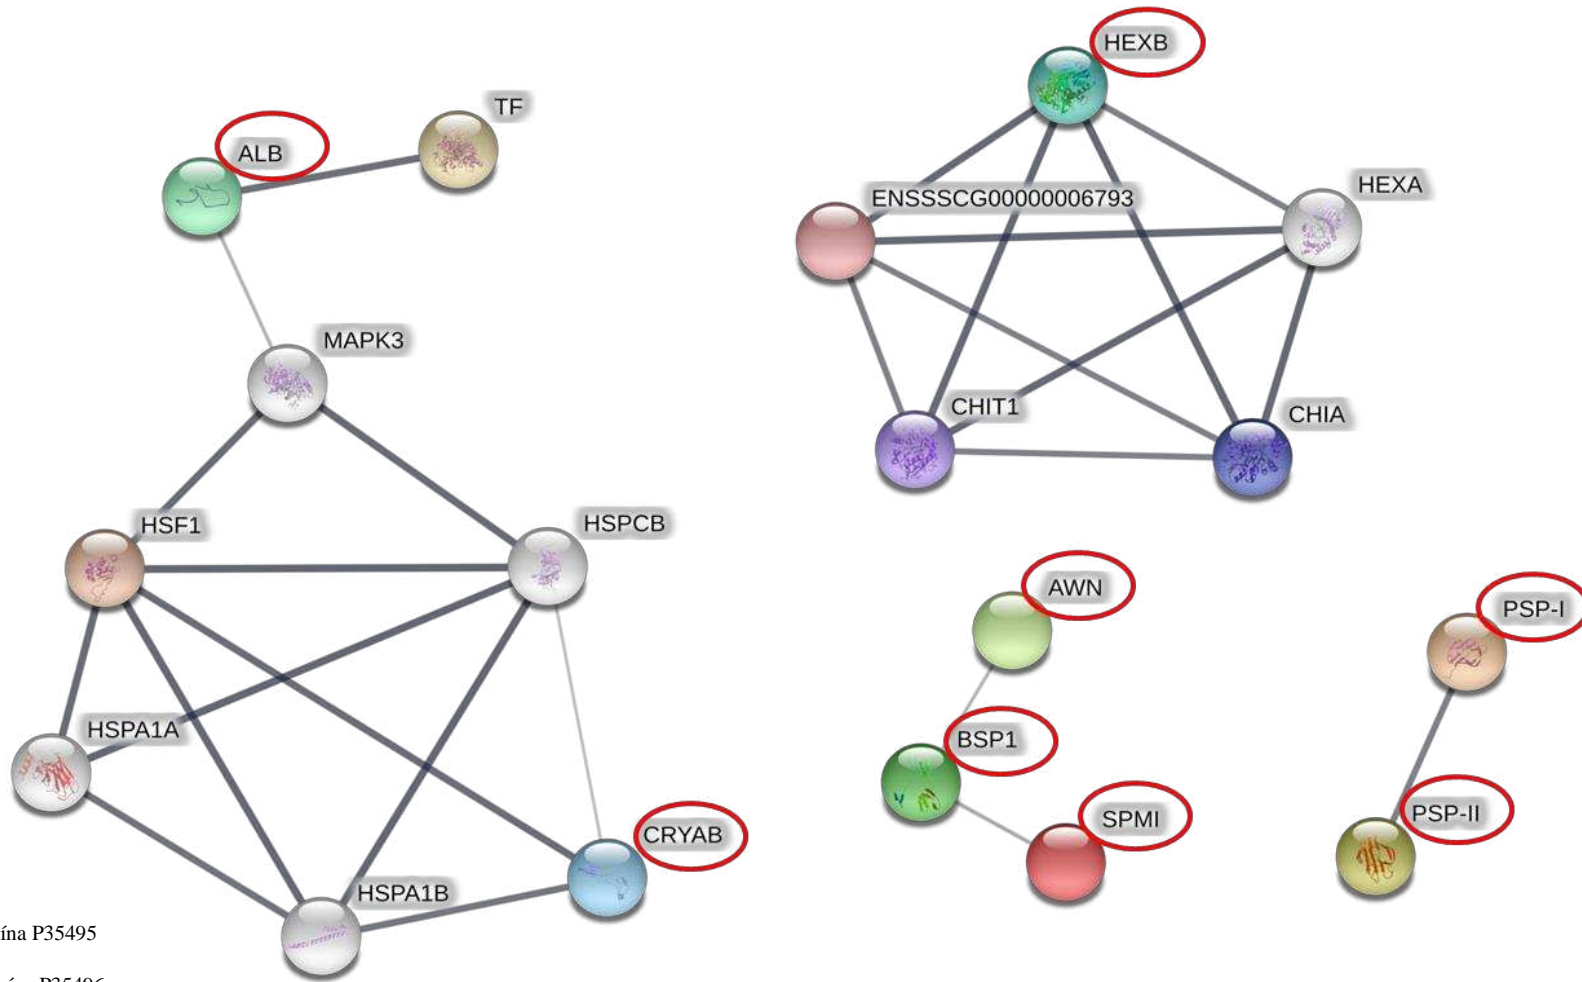 HEXB
TF
ALB
HEXA
ENSSSCG00000006793
MAPK3
CHIT1
CHIA
HSF1
HSPCB
AWN
PSP-I
HSPA1A
BSP1
PSP-II
SPMI
CRYAB
HSPA1B
ína P35495